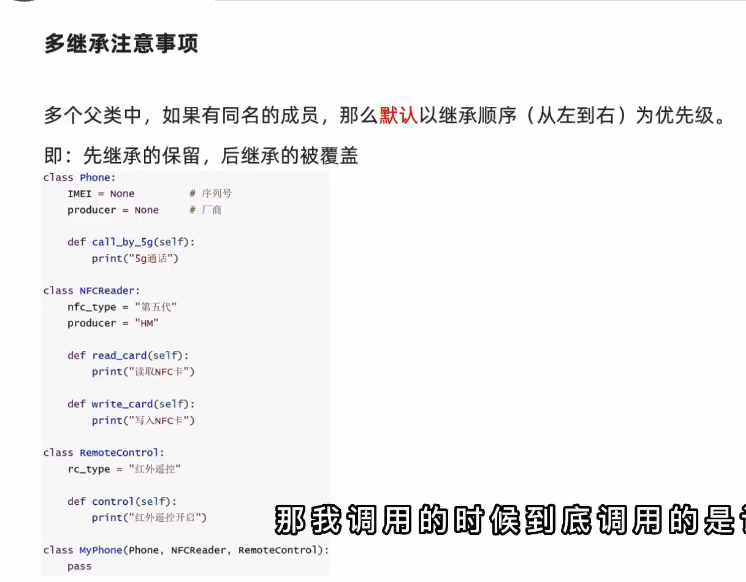 多继承注意事项
多个父类中，如果有同名的成员，那么默认以继承顺序（从左到右）为优先级。
即：先继承的保留，后继承的被覆盖
class Phone:
    IMEI = None         # 序列号
    producer = None     # 厂商

    def call_by_5g(self):
        print("5g通话")

class NFCReader:
    nfc_type = "第五代"
    producer = "HM"

    def read_card(self):
        print("读取NFC卡")

    def write_card(self):
        print("写入NFC卡")

class RemoteControl:
    rc_type = "红外遥控"

    def control(self):
        print("红外遥控开启")

class MyPhone(Phone, NFCReader, RemoteControl):
    pass
那我调用的时候到底调用的是